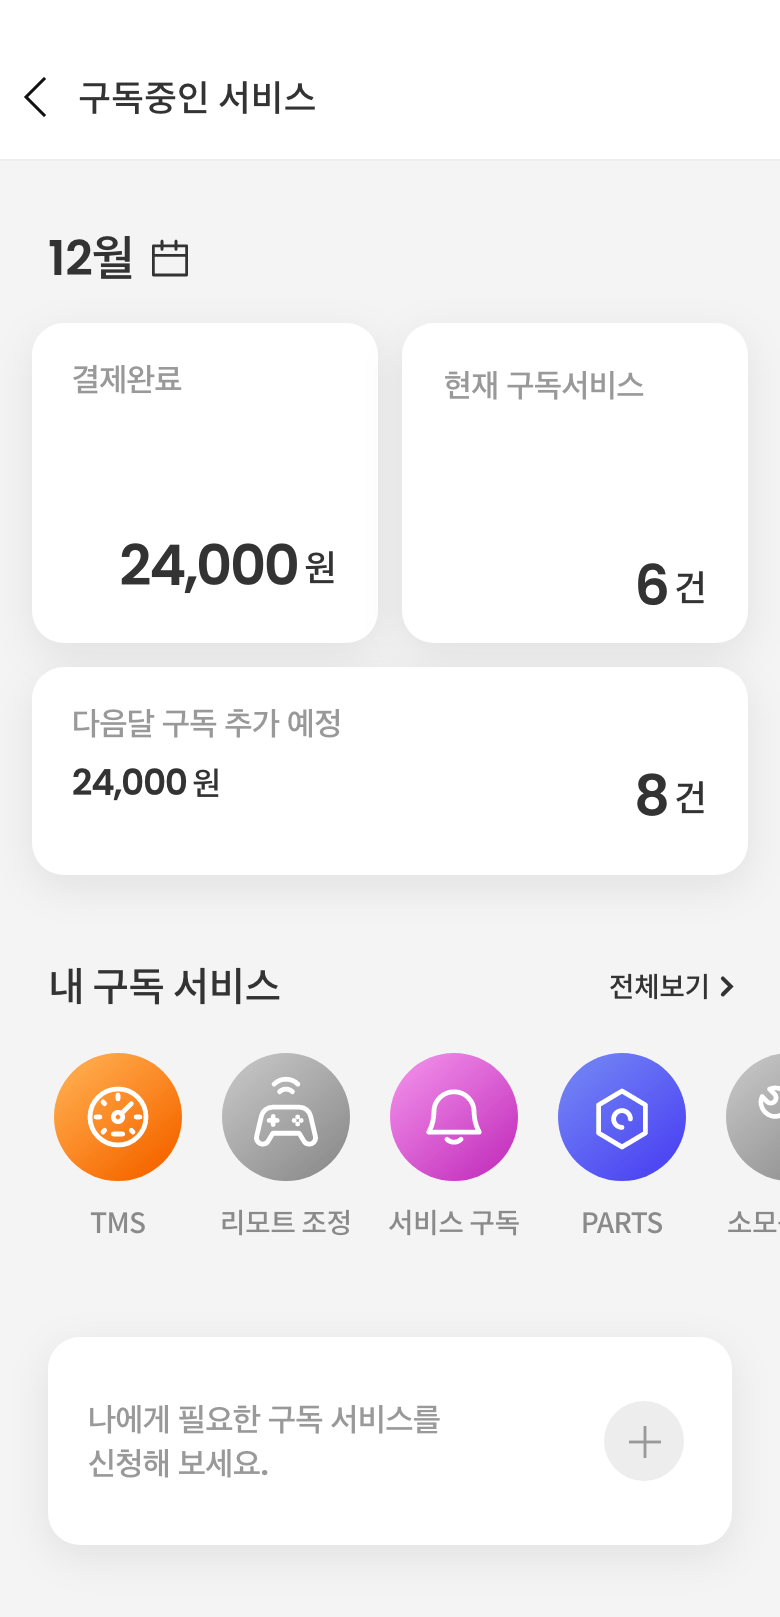 구독중인 서비스
12월
결제완료
현재 구독서비스
24,000 원
6 건
다음달 구독 추가 예정
24,000 원
8 건
내 구독 서비스
전체보기
TMS
리모트 조정
서비스 구독
PARTS
소모
나에게 필요한 구독 서비스를
신청해 보세요.